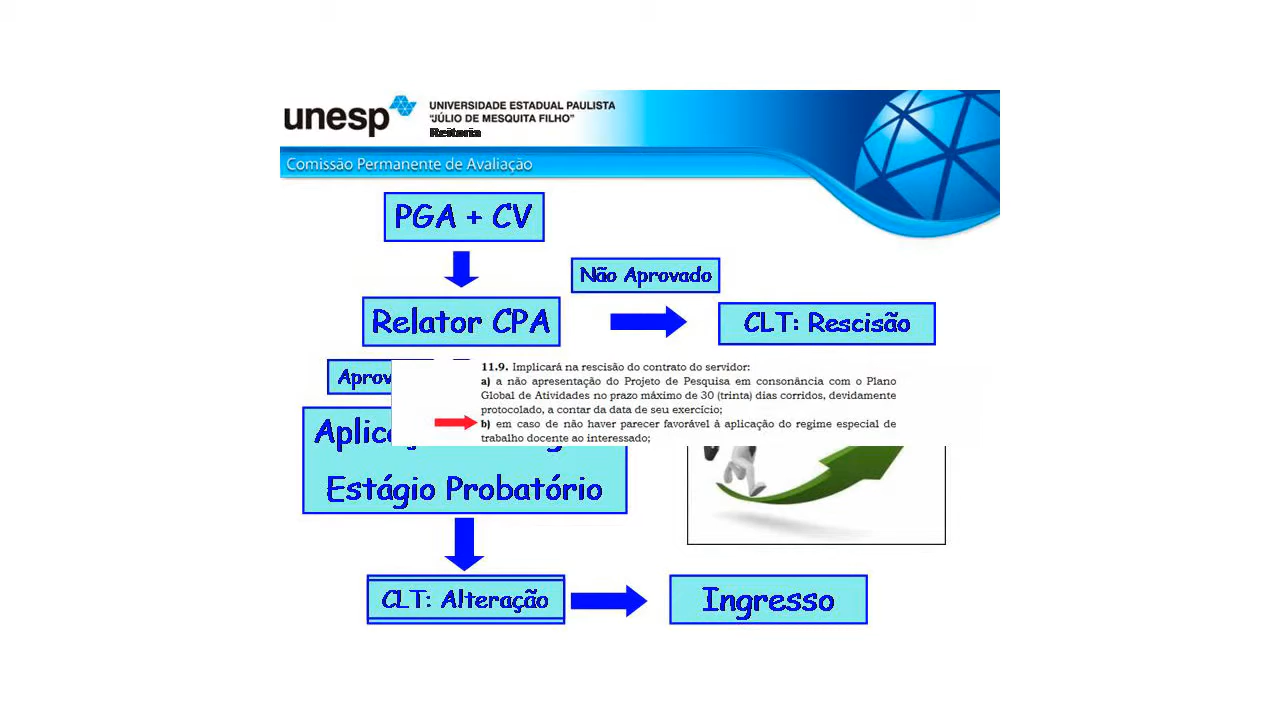 unesp
UNIVERSIDADE ESTADUAL PAULISTA
"JÚLIO DE MESQUITA FILHO"
Reitoria
Comissão Permanente de Avaliação
PGA + CV
Não Aprovado
Relator CPA
CLT: Rescisão
11.9. Implicará na rescisão do contrato do servidor:
a) a não apresentação do Projeto de Pesquisa em consonância com o Plano
Global de Atividades no prazo máximo de 30 (trinta) dias corridos, devidamente
protocolado, a contar da data de seu exercício;
b) em caso de não haver parecer favorável à aplicação do regime especial de
trabalho docente ao interessado;
Estágio Probatório
CLT: Alteração
Ingresso